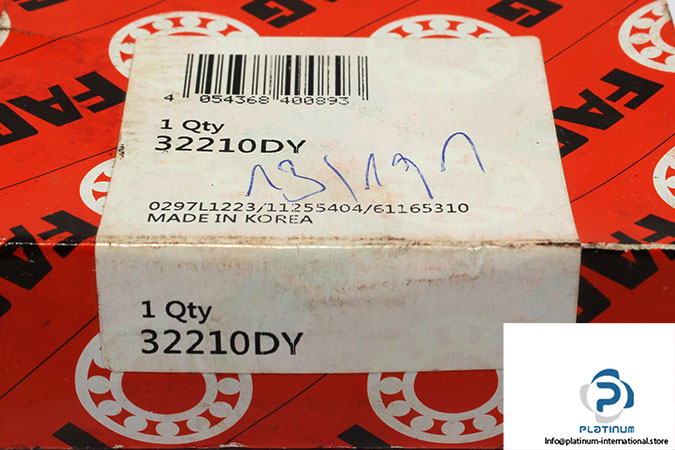 FAG
4 054368 400893
1 Qty
32210DY
0297L1223/11255404/61165310
MADE IN KOREA
1 Qty
32210DY
PLATINUM
Info@platinum-international.store